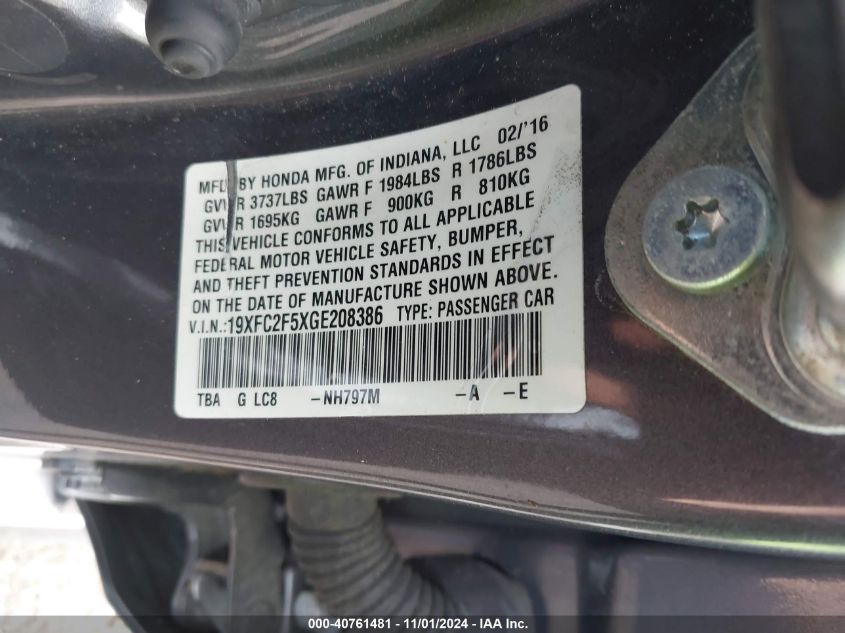 MFD. BY HONDA MFG. OF INDIANA, LLC 02/'16
GVWR 3737LBS GAWR F 1984LBS R 1786LBS
GVWR 1695KG GAWR F 900KG R 810KG
THIS VEHICLE CONFORMS TO ALL APPLICABLE
FEDERAL MOTOR VEHICLE SAFETY, BUMPER,
AND THEFT PREVENTION STANDARDS IN EFFECT
ON THE DATE OF MANUFACTURE SHOWN ABOVE.
V.I.N.:19XFC2F5XGE208386 TYPE: PASSENGER CAR
TBA G LC8 -NH797M -A -E
000-40761481 - 11/01/2024 - IAA Inc.